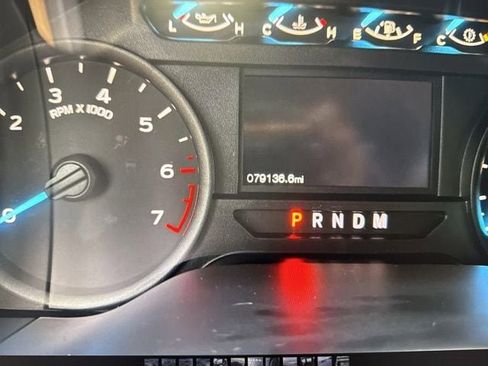 L H C H E F C
2 3 4 5 6 7 0
RPM X 1000
079136.6mi
P R N D M